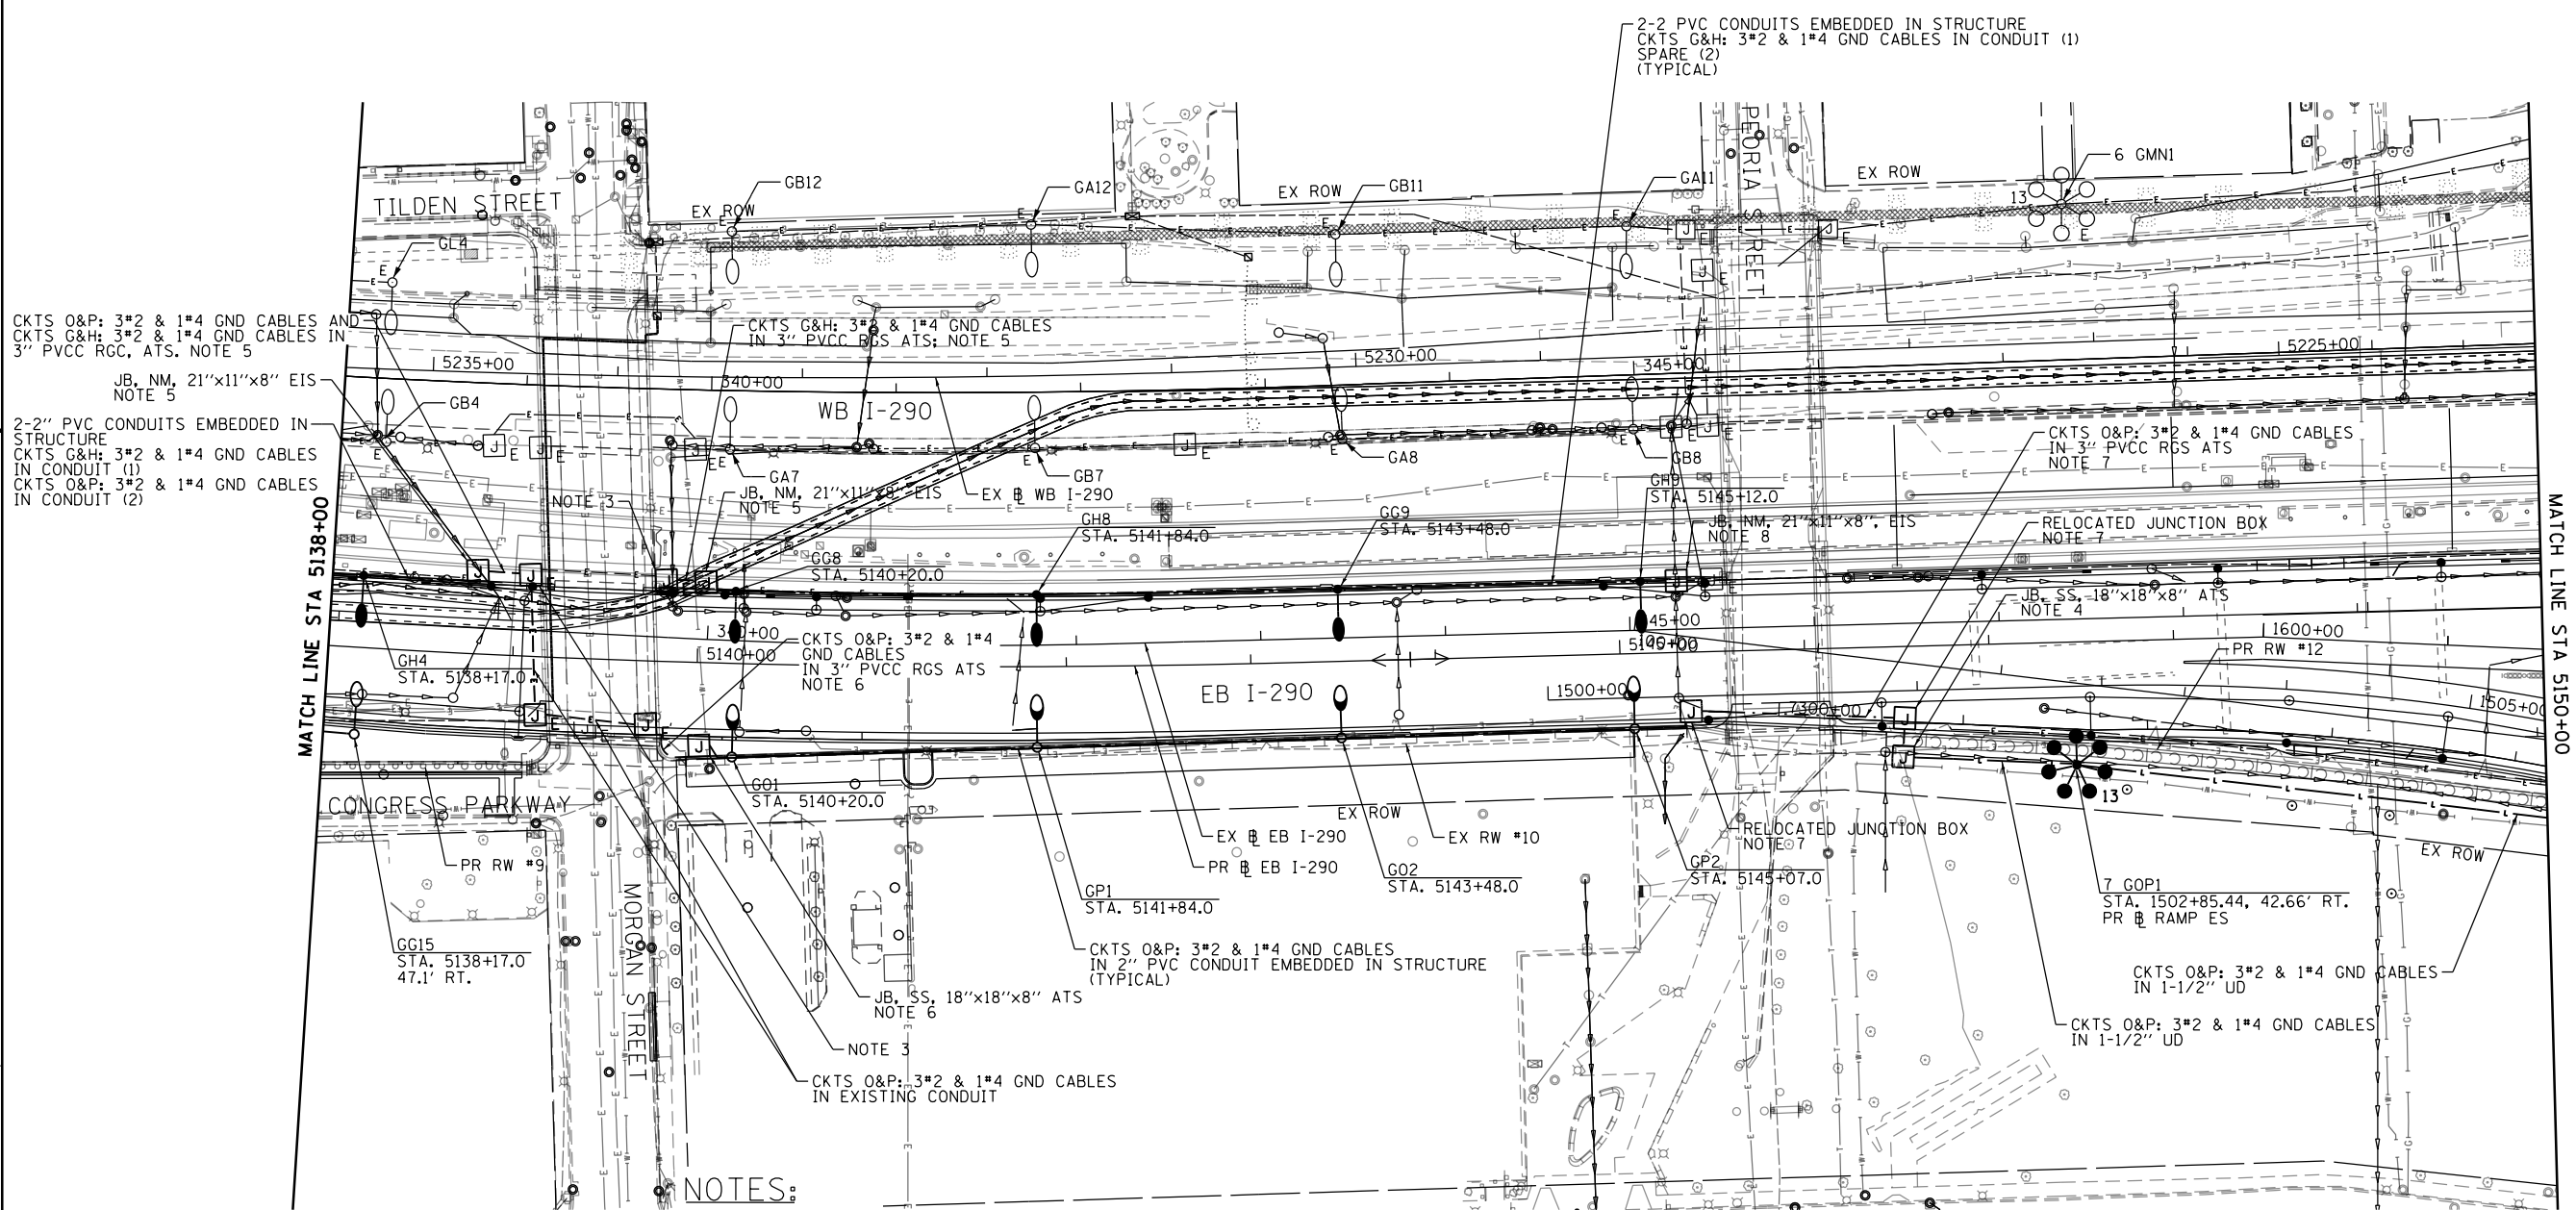 2-2 PVC CONDUITS EMBEDDED IN STRUCTURE
CKTS G&H: 3#2 & 1#4 GND CABLES IN CONDUIT (1)
SPARE (2)
(TYPICAL)
PEORIA STREET
EX ROW
6 GMN1
13
GB12
GA12
EX ROW
GB11
GA11
TILDEN STREET
EX ROW
GL4
CKTS O&P: 3#2 & 1#4 GND CABLES AND
CKTS G&H: 3#2 & 1#4 GND CABLES IN
3" PVCC RGC, ATS. NOTE 5
JB, NM, 21"x11"x8" EIS
NOTE 5
2-2" PVC CONDUITS EMBEDDED IN
STRUCTURE
CKTS G&H: 3#2 & 1#4 GND CABLES
IN CONDUIT (1)
CKTS O&P: 3#2 & 1#4 GND CABLES
IN CONDUIT (2)
CKTS G&H: 3#2 & 1#4 GND CABLES
IN 3" PVCC RGS ATS; NOTE 5
5235+00
340+00
5230+00
345+00
5225+00
GB4
WB I-290
GA7
GB7
GA8
GB8
CKTS O&P: 3#2 & 1#4 GND CABLES
IN 3" PVCC RGS ATS
NOTE 7
NOTE 3
JB, NM, 21"x11"x8" EIS
NOTE 5
EX BL WB I-290
GH8
STA. 5141+84.0
GG9
STA. 5143+48.0
GH9
STA. 5145+12.0
JB, NM, 21"x11"x8", EIS
NOTE 8
RELOCATED JUNCTION BOX
NOTE 7
GG8
STA. 5140+20.0
JB, SS, 18"x18"x8" ATS
NOTE 4
MATCH LINE STA 5138+00
MATCH LINE STA 5150+00
GH4
STA. 5138+17.0
340+00
5140+00
CKTS O&P: 3#2 & 1#4
GND CABLES
IN 3" PVCC RGS ATS
NOTE 6
345+00
5145+00
1600+00
PR RW #12
EB I-290
1500+00
7300+00
1505+00
GO1
STA. 5140+20.0
CONGRESS PARKWAY
EX ROW
13
EX BL EB I-290
EX RW #10
RELOCATED JUNCTION BOX
NOTE 7
EX ROW
PR RW #9
PR BL EB I-290
GO2
STA. 5143+48.0
GP2
STA. 5145+07.0
GP1
STA. 5141+84.0
7 GOP1
STA. 1502+85.44, 42.66' RT.
PR BL RAMP ES
MORGAN STREET
GG15
STA. 5138+17.0
47.1' RT.
CKTS O&P: 3#2 & 1#4 GND CABLES
IN 2" PVC CONDUIT EMBEDDED IN STRUCTURE
(TYPICAL)
CKTS O&P: 3#2 & 1#4 GND CABLES
IN 1-1/2" UD
JB, SS, 18"x18"x8" ATS
NOTE 6
CKTS O&P: 3#2 & 1#4 GND CABLES
IN 1-1/2" UD
NOTE 3
CKTS O&P: 3#2 & 1#4 GND CABLES
IN EXISTING CONDUIT
NOTES: